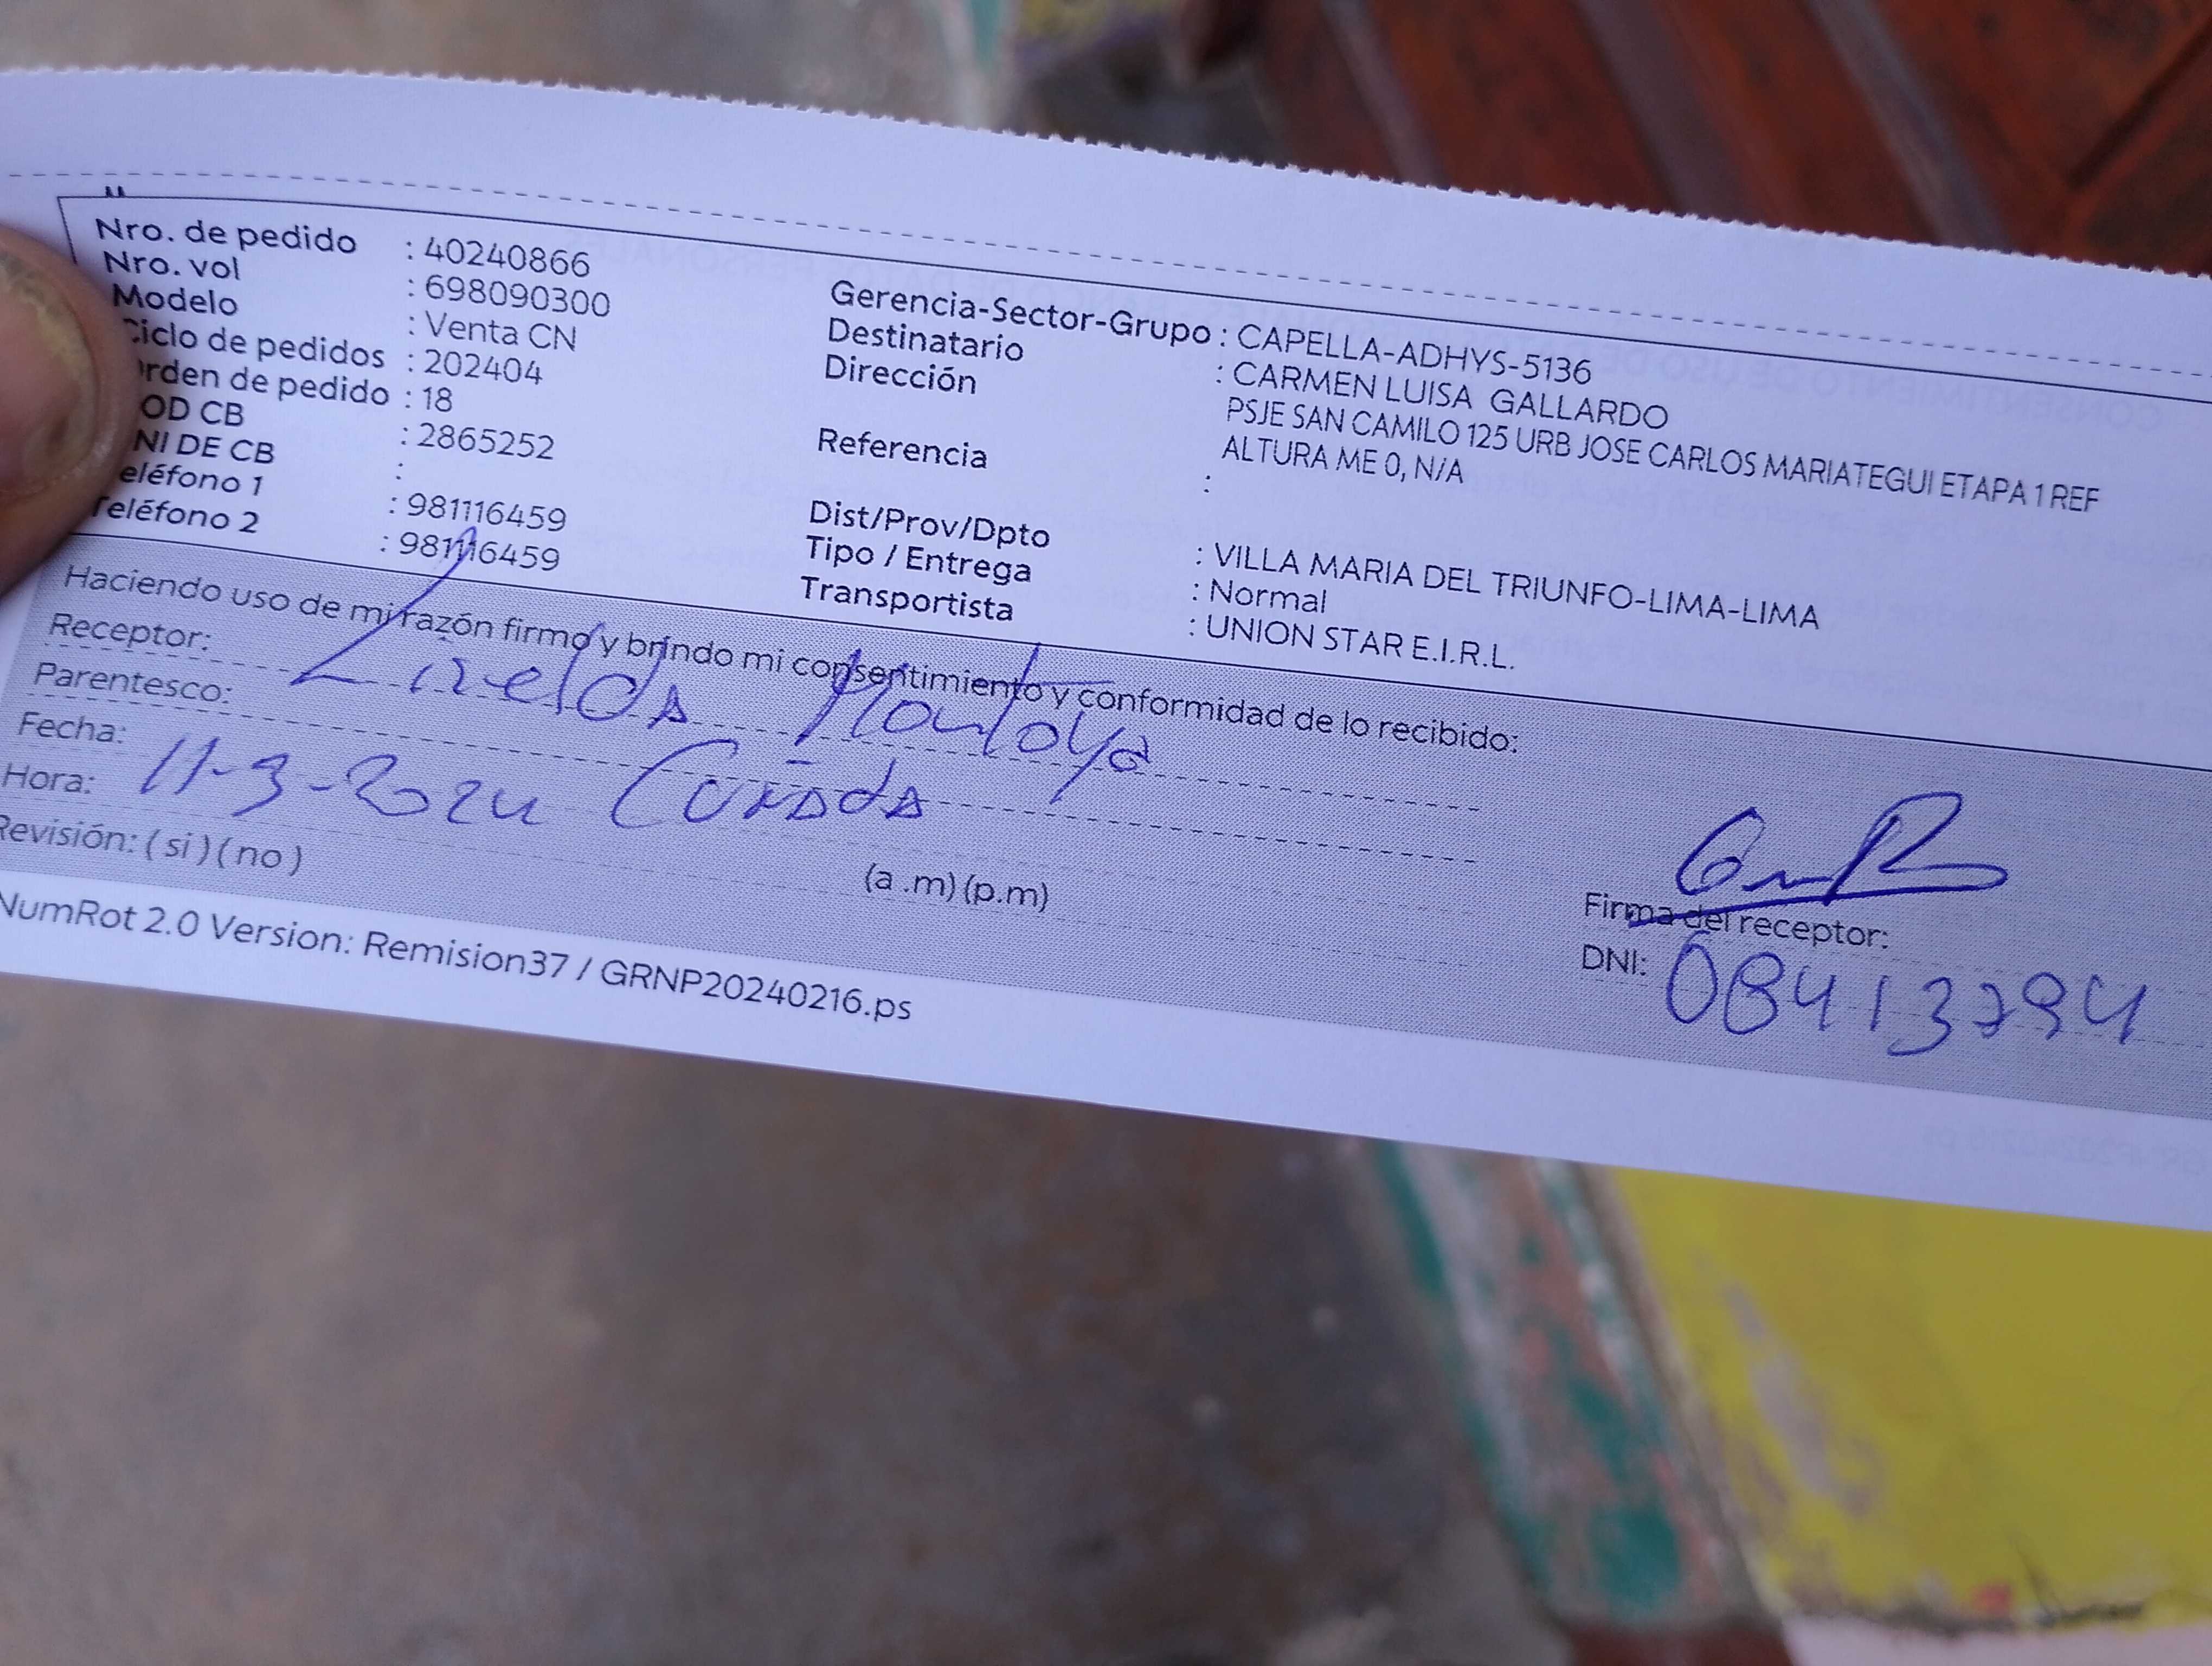 Nro. de pedido : 40240866
Nro. vol : 698090300
Modelo : Venta CN
Ciclo de pedidos : 202404
rden de pedido : 18
OD CB : 2865252
NI DE CB :
eléfono 1 : 981116459
Teléfono 2 : 981116459
Gerencia-Sector-Grupo : CAPELLA-ADHYS-5136
Destinatario : CARMEN LUISA GALLARDO
Dirección PSJE SAN CAMILO 125 URB JOSE CARLOS MARIATEGUI ETAPA 1 REF
ALTURA ME 0, N/A
Referencia :
Dist/Prov/Dpto : VILLA MARIA DEL TRIUNFO-LIMA-LIMA
Tipo / Entrega : Normal
Transportista : UNION STAR E.I.R.L.
Haciendo uso de mi razón firmo y brindo mi consentimiento y conformidad de lo recibido:
Receptor: Montoya
Parentesco: Cuñada
Fecha: 11-3-2024
Hora: (a .m) (p.m)
Revisión: ( si ) ( no )
Firma del receptor:
DNI: 08413794
NumRot 2.0 Version: Remision37 / GRNP20240216.ps